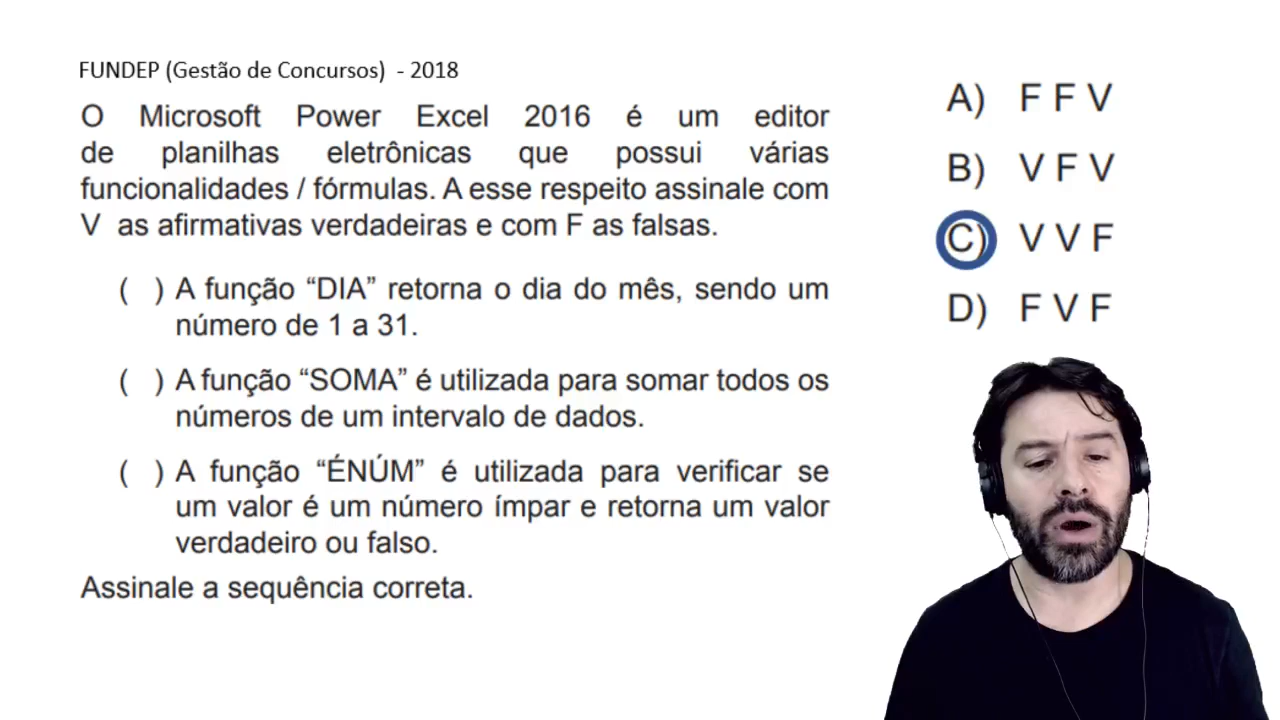 FUNDEP (Gestão de Concursos) - 2018
O Microsoft Power Excel 2016 é um editor
de planilhas eletrônicas que possui várias
funcionalidades / fórmulas. A esse respeito assinale com
V as afirmativas verdadeiras e com F as falsas.
( ) A função “DIA” retorna o dia do mês, sendo um
número de 1 a 31.
( ) A função “SOMA” é utilizada para somar todos os
números de um intervalo de dados.
( ) A função “ÉNÚM” é utilizada para verificar se
um valor é um número ímpar e retorna um valor
verdadeiro ou falso.
Assinale a sequência correta.
A) F F V
B) V F V
C) V V F
D) F V F